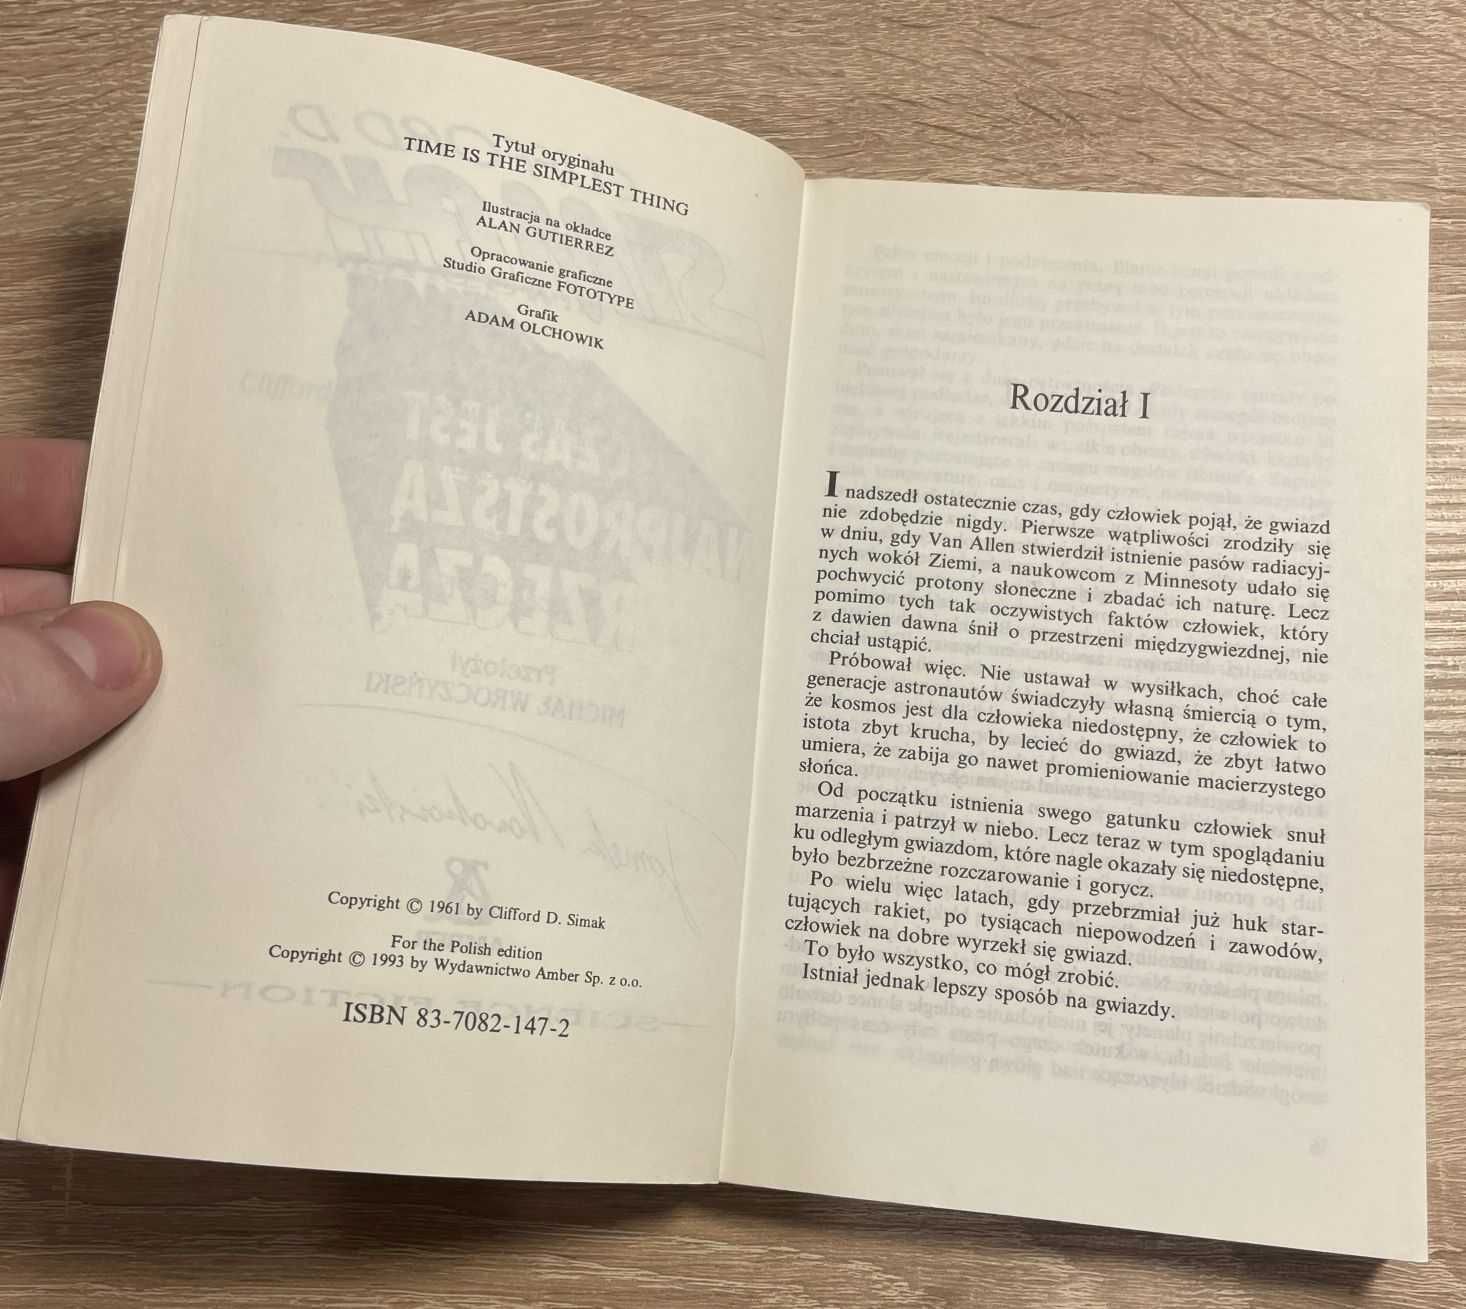 Tytuł oryginału
TIME IS THE SIMPLEST THING
Ilustracja na okładce
ALAN GUTIERREZ
Opracowanie graficzne
Studio Graficzne FOTOTYPE
Grafik
ADAM OLCHOWIK
Copyright © 1961 by Clifford D. Simak
For the Polish edition
Copyright © 1993 by Wydawnictwo Amber Sp. z o.o.
ISBN 83-7082-147-2
Rozdział I
I nadszedł ostatecznie czas, gdy człowiek pojął, że gwiazd
nie zdobędzie nigdy. Pierwsze wątpliwości zrodziły się
w dniu, gdy Van Allen stwierdził istnienie pasów radiacyj-
nych wokół Ziemi, a naukowcom z Minnesoty udało się
pochwycić protony słoneczne i zbadać ich naturę. Lecz
pomimo tych tak oczywistych faktów człowiek, który
z dawien dawna śnił o przestrzeni międzygwiezdnej, nie
chciał ustąpić.
Próbował więc. Nie ustawał w wysiłkach, choć całe
generacje astronautów świadczyły własną śmiercią o tym,
że kosmos jest dla człowieka niedostępny, że człowiek to
istota zbyt krucha, by lecieć do gwiazd, że zbyt łatwo
umiera, że zabija go nawet promieniowanie macierzystego
słońca.
Od początku istnienia swego gatunku człowiek snuł
marzenia i patrzył w niebo. Lecz teraz w tym spoglądaniu
ku odległym gwiazdom, które nagle okazały się niedostępne,
było bezbrzeżne rozczarowanie i gorycz.
Po wielu więc latach, gdy przebrzmiał już huk star-
tujących rakiet, po tysiącach niepowodzeń i zawodów,
człowiek na dobre wyrzekł się gwiazd.
To było wszystko, co mógł zrobić.
Istniał jednak lepszy sposób na gwiazdy.